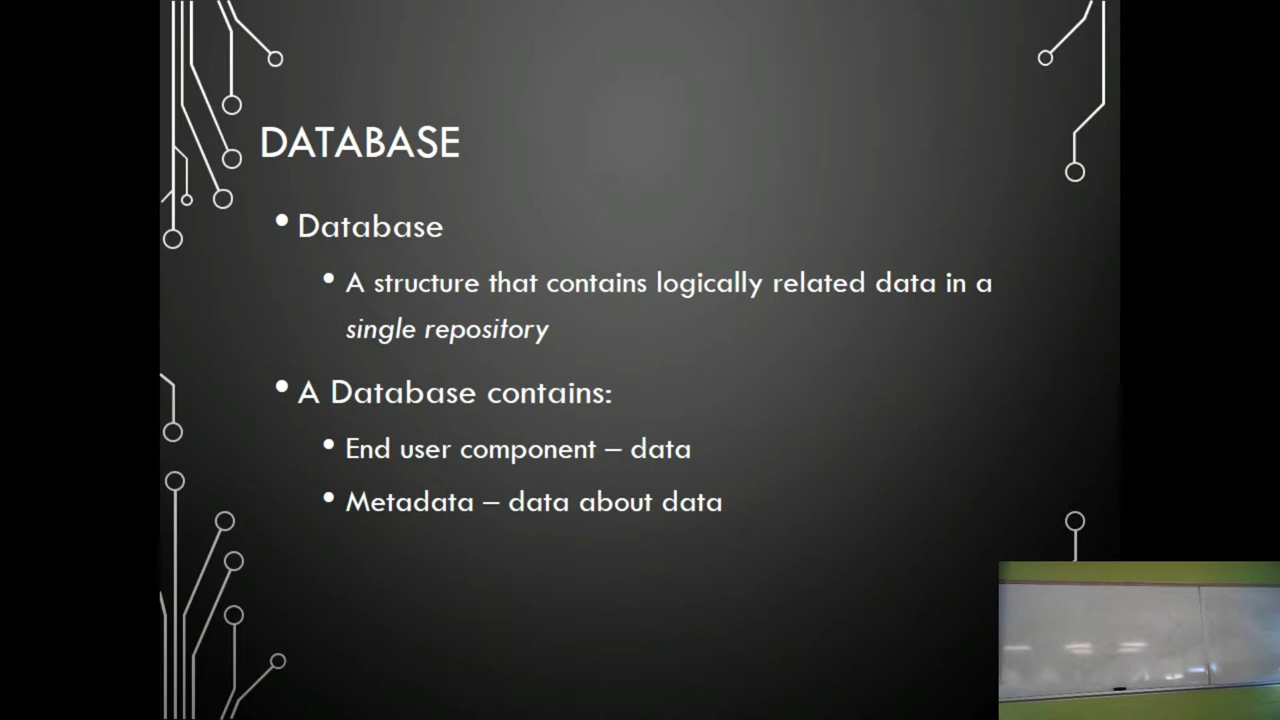 DATABASE
• Database
• A structure that contains logically related data in a
single repository
• A Database contains:
• End user component – data
• Metadata – data about data